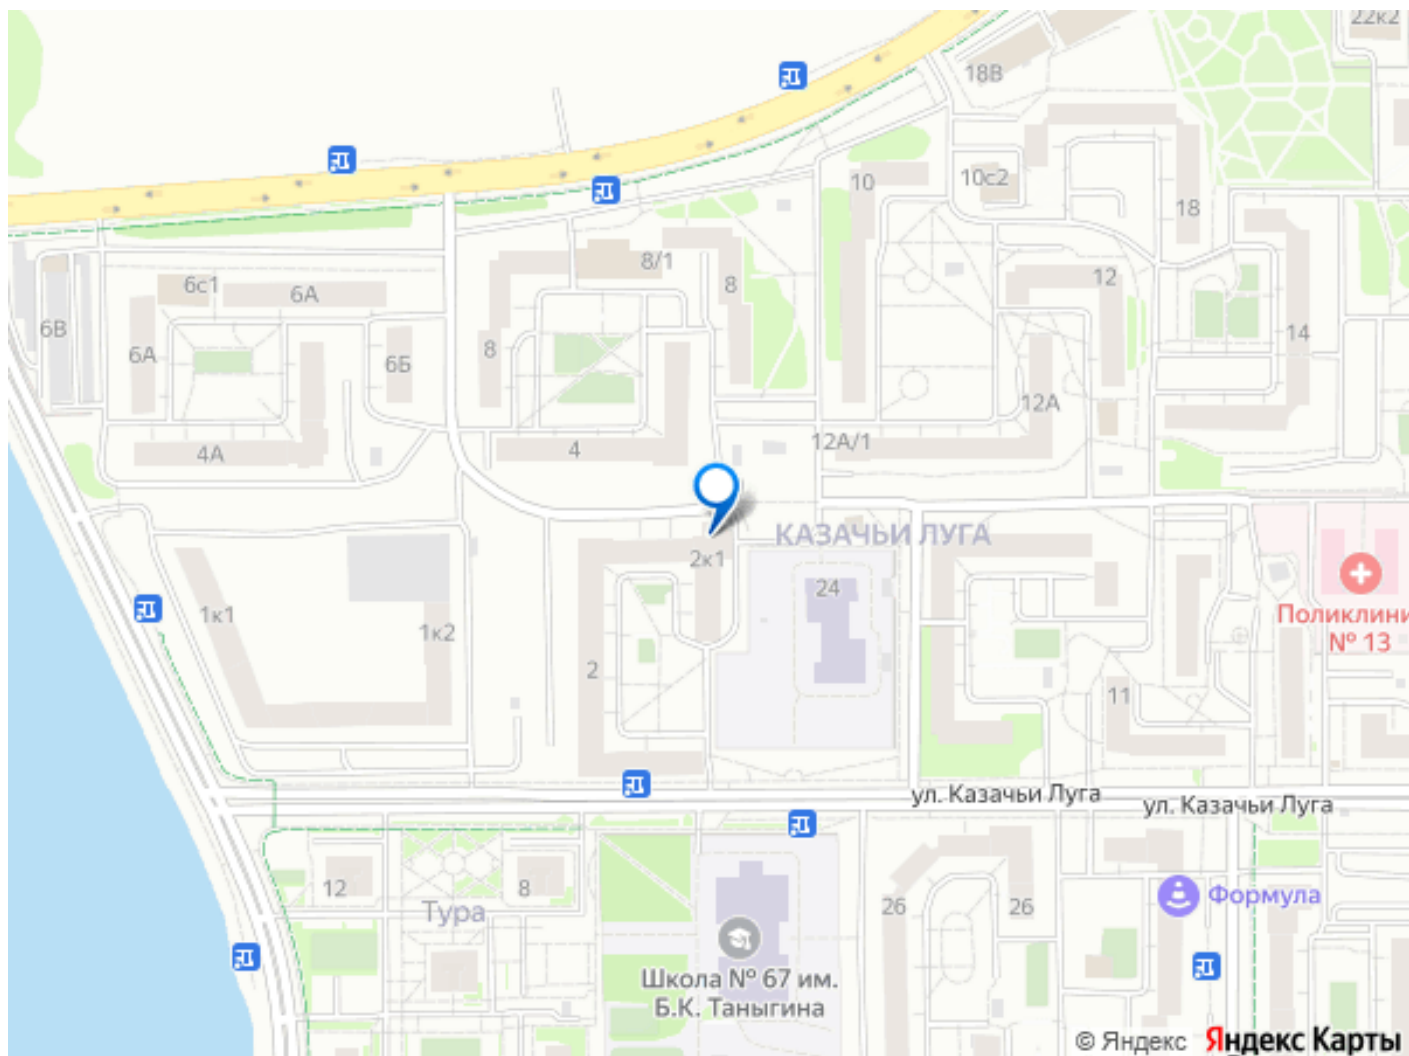 22к2
18В
10
10с2
18
8/1
8
12
6с1
6А
6В
14
6А
8
6Б
12А
4А
4
12А/1
КАЗАЧЬИ ЛУГА
2к1
24
1к1
1к2
Поликлини
№ 13
2
11
ул. Казачьи Луга
ул. Казачьи Луга
12
8
Тура
26
26
Формула
Школа № 67 им.
Б.К. Таныгина
© Яндекс Яндекс Карты